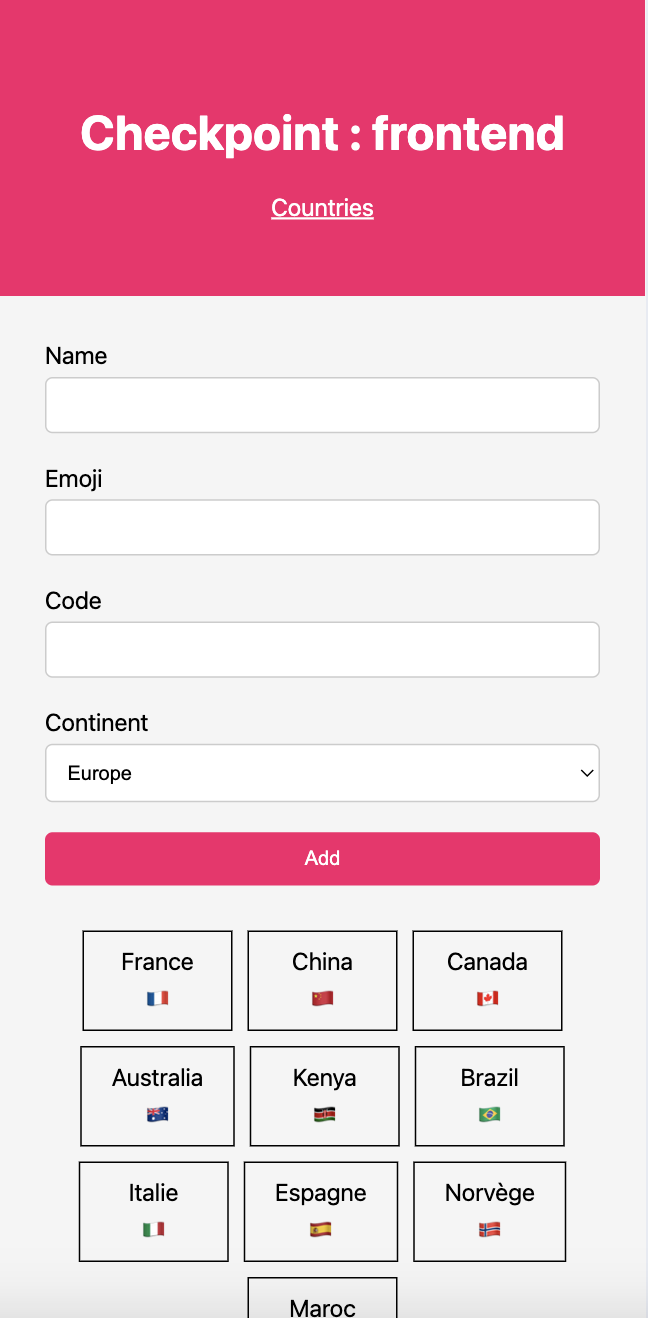 Checkpoint : frontend
Countries
Name
Emoji
Code
Continent
Europe
Add
France China Canada
🇫🇷 🇨🇳 🇨🇦
Australia Kenya Brazil
🇦🇺 🇰🇪 🇧🇷
Italie Espagne Norvège
🇮🇹 🇪🇸 🇳🇴
Maroc